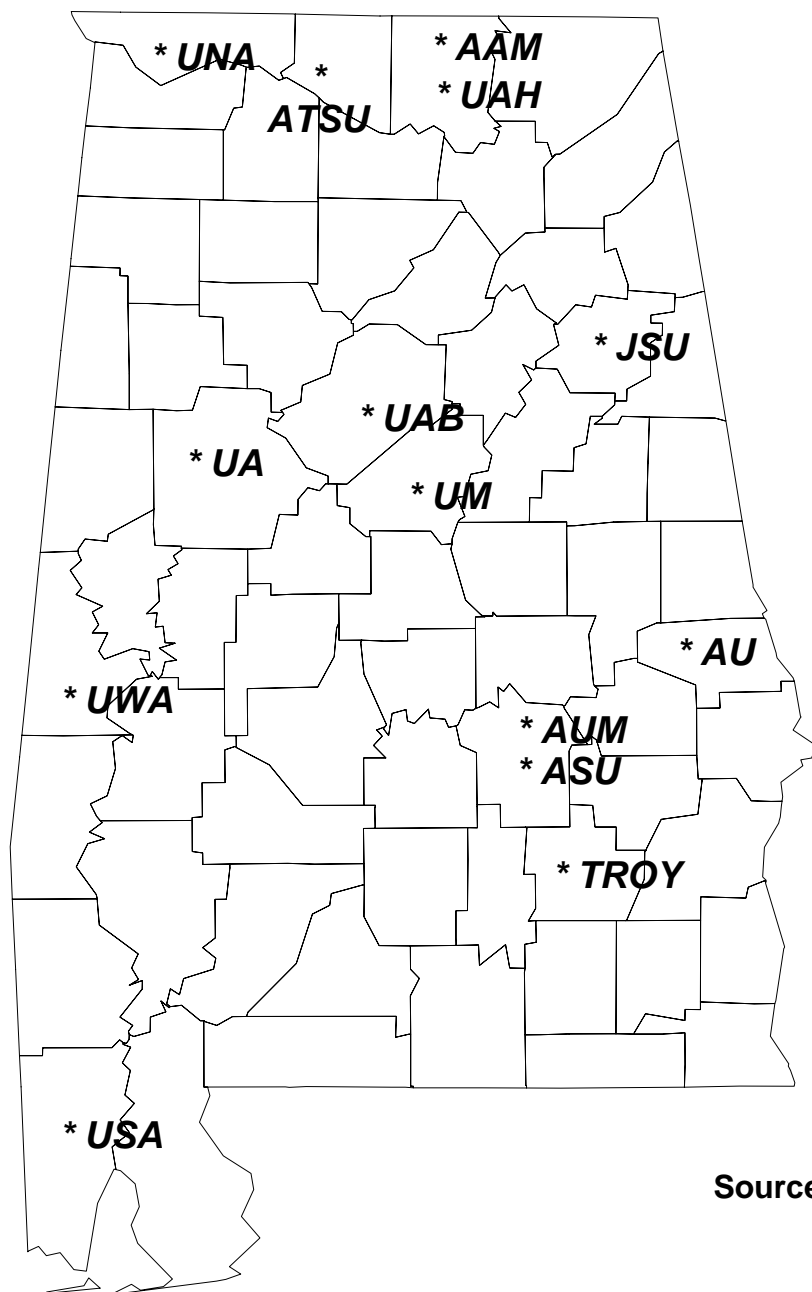 * UNA
* AAM
*
ATSU
* UAH
* JSU
* UAB
* UA
* UM
* AU
* UWA
* AUM
* ASU
* TROY
* USA
Source